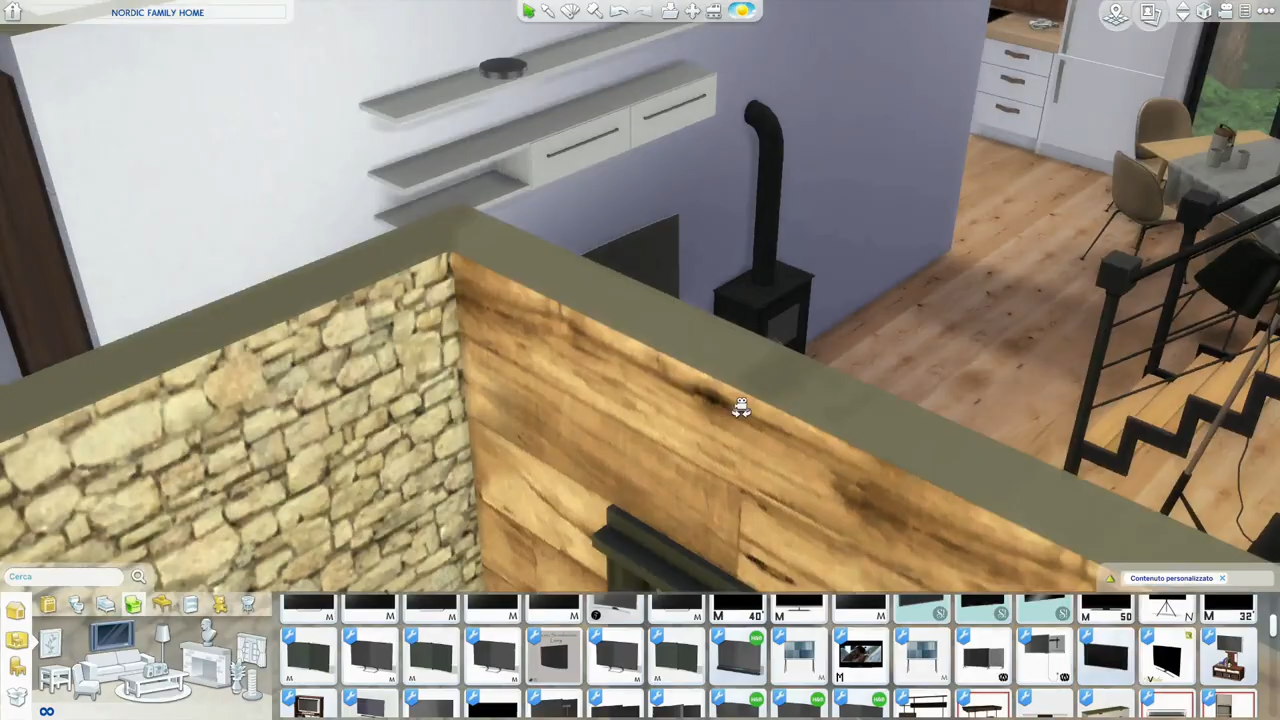 NORDIC FAMILY HOME
Cerca
Contenuto personalizzato
M 40"
M 50
M 32"